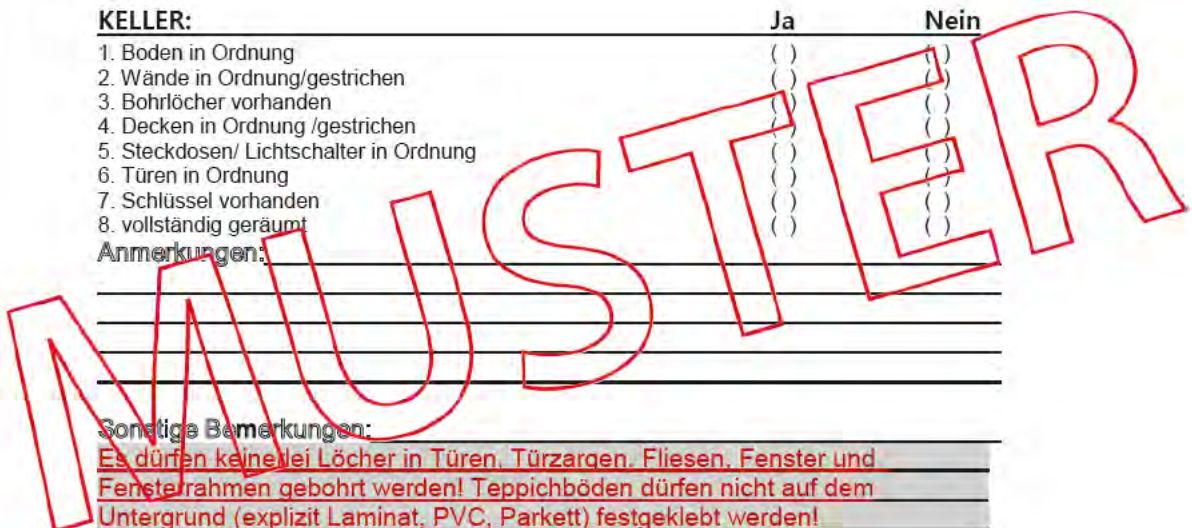 KELLER: Ja Nein
1. Boden in Ordnung ( ) ( )
2. Wände in Ordnung/gestrichen ( ) ( )
3. Bohrlöcher vorhanden ( ) ( )
4. Decken in Ordnung /gestrichen ( ) ( )
5. Steckdosen/ Lichtschalter in Ordnung ( ) ( )
6. Türen in Ordnung ( ) ( )
7. Schlüssel vorhanden ( ) ( )
8. vollständig geräumt ( ) ( )
Anmerkungen:
MUSTER
Sonstige Bemerkungen:
Es dürfen keinerlei Löcher in Türen, Türzargen, Fliesen, Fenster und
Fensterrahmen gebohrt werden! Teppichböden dürfen nicht auf dem
Untergrund (explizit Laminat, PVC, Parkett) festgeklebt werden!